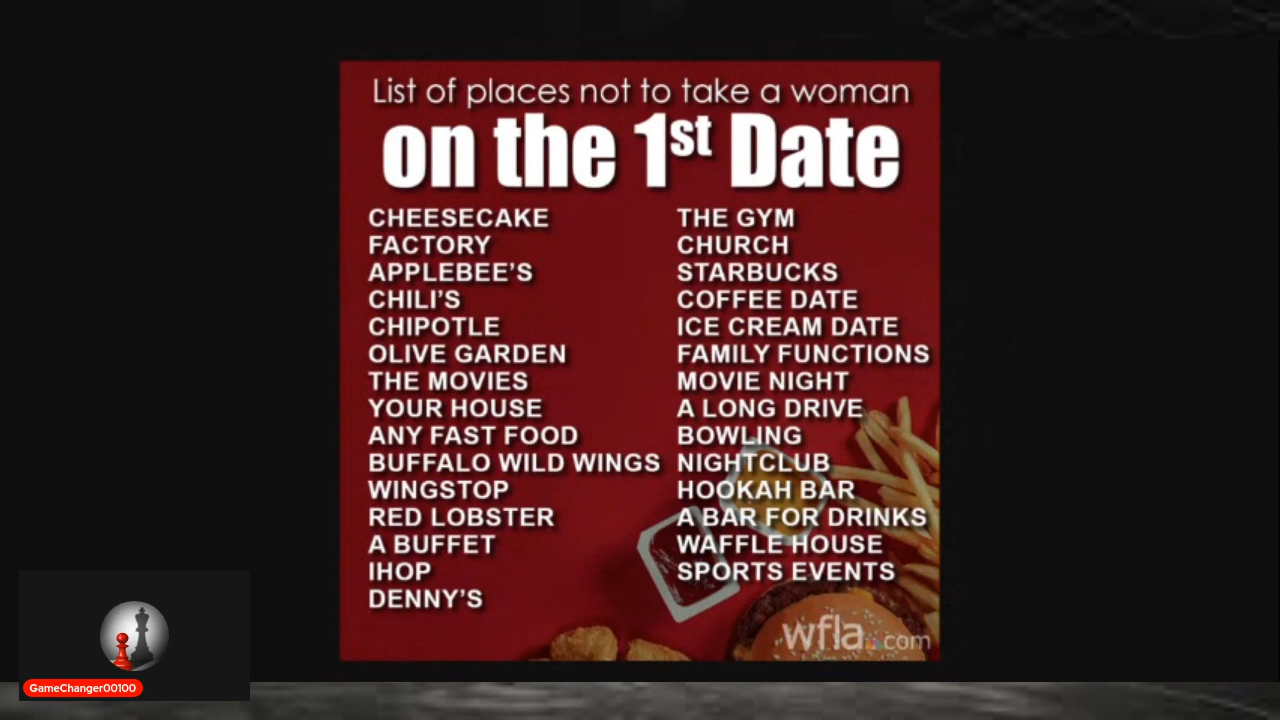 List of places not to take a woman
on the 1st Date
CHEESECAKE
FACTORY
APPLEBEE'S
CHILI'S
CHIPOTLE
OLIVE GARDEN
THE MOVIES
YOUR HOUSE
ANY FAST FOOD
BUFFALO WILD WINGS
WINGSTOP
RED LOBSTER
A BUFFET
IHOP
DENNY'S
THE GYM
CHURCH
STARBUCKS
COFFEE DATE
ICE CREAM DATE
FAMILY FUNCTIONS
MOVIE NIGHT
A LONG DRIVE
BOWLING
NIGHTCLUB
HOOKAH BAR
A BAR FOR DRINKS
WAFFLE HOUSE
SPORTS EVENTS
wfla.com
GameChanger00100